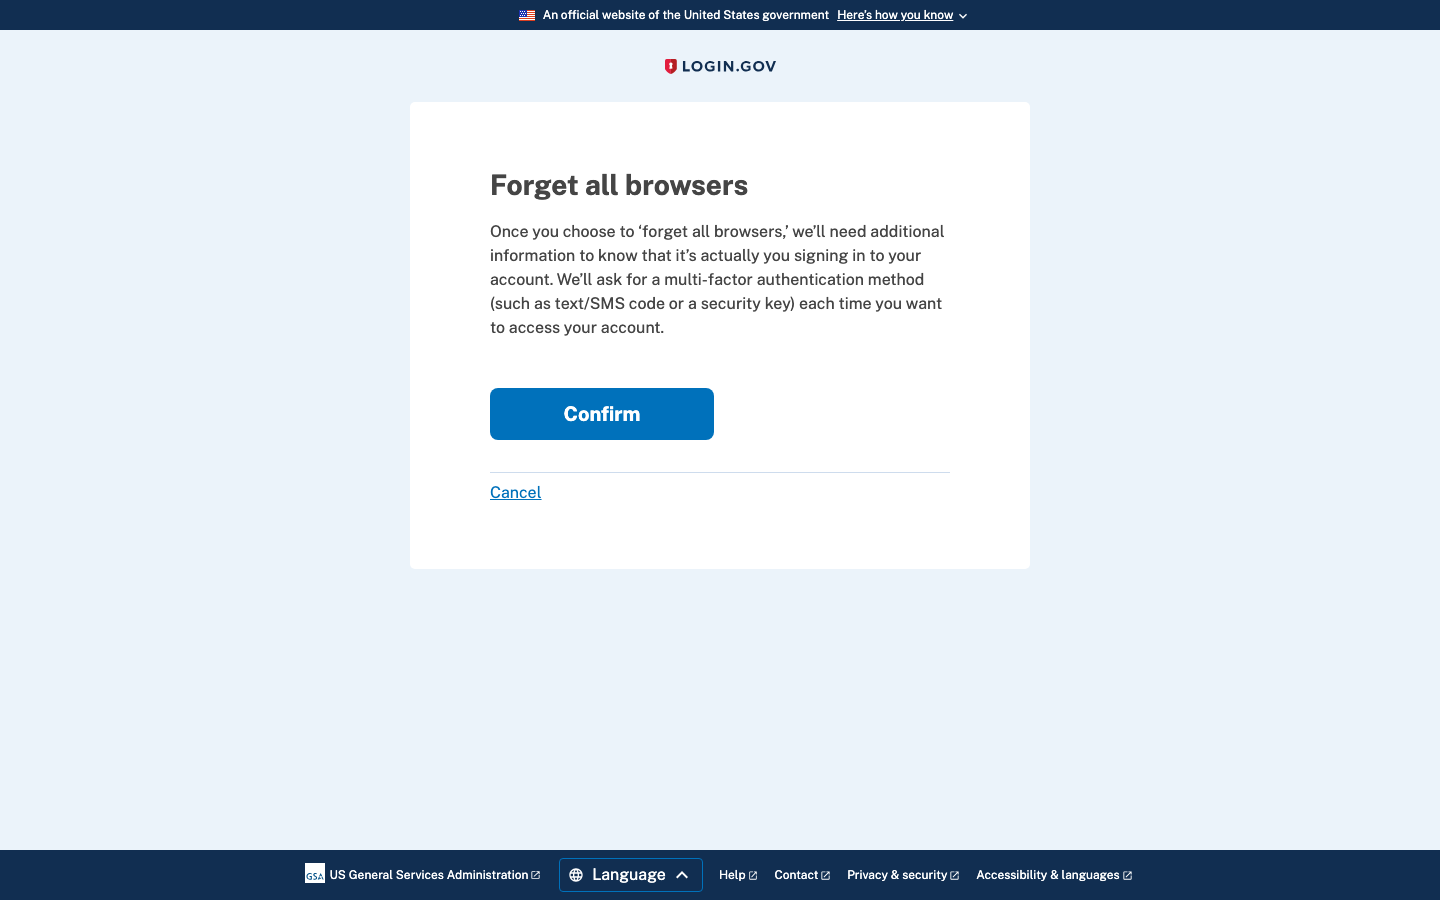 An official website of the United States government Here's how you know
LOGIN.GOV
Forget all browsers
Once you choose to ‘forget all browsers,’ we’ll need additional
information to know that it’s actually you signing in to your
account. We’ll ask for a multi-factor authentication method
(such as text/SMS code or a security key) each time you want
to access your account.
Confirm
Cancel
GSA US General Services Administration Language Help Contact Privacy & security Accessibility & languages